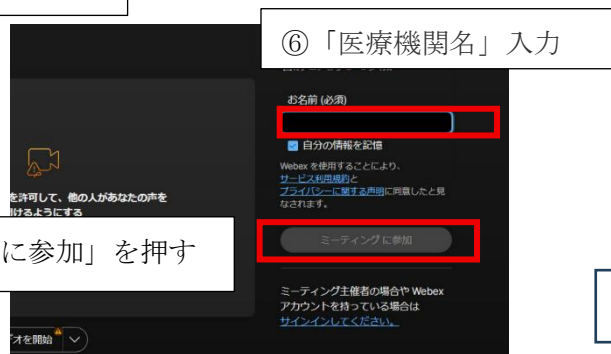 ⑥「医療機関名」入力
お名前 (必須)
自分の情報を記憶
Webex を使用することにより、
サービス利用規約と
プライバシーに関する声明に同意したと見
なされます。
を許可して、他の人があなたの声を
聞けるようにする
ミーティングに参加
に参加」を押す
ミーティング主催者の場合や Webex
アカウントを持っている場合は
サインインしてください。
オを開始